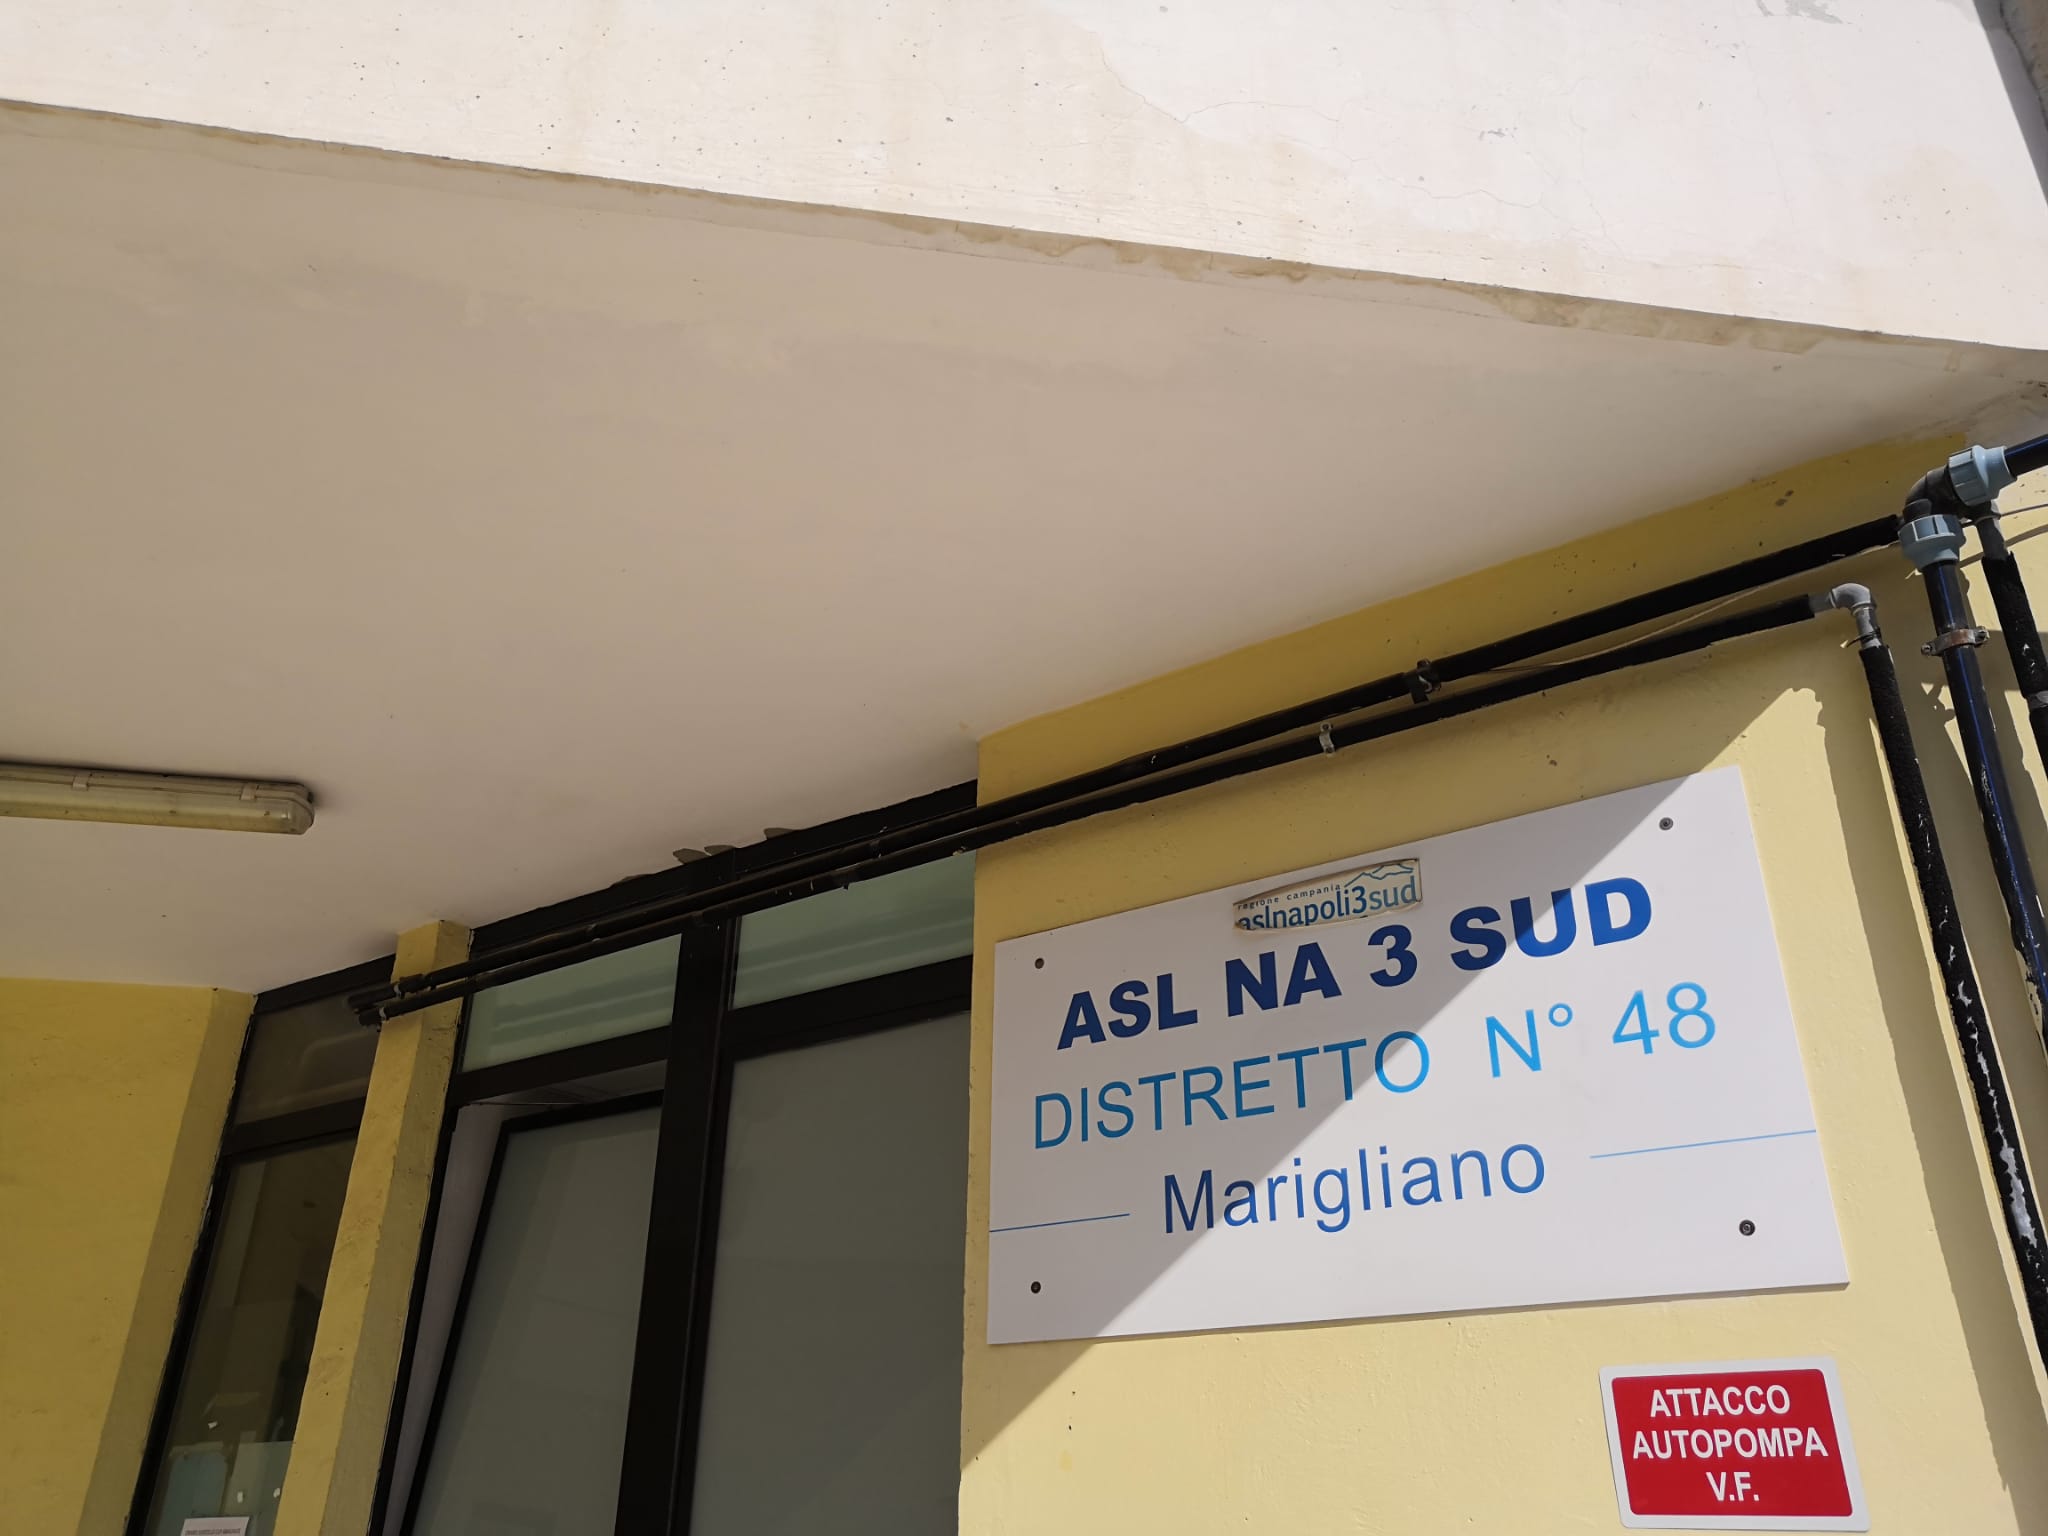 regione campania
aslnapoli3sud
ASL NA 3 SUD
DISTRETTO N° 48
Marigliano
ATTACCO
AUTOPOMPA
V.F.